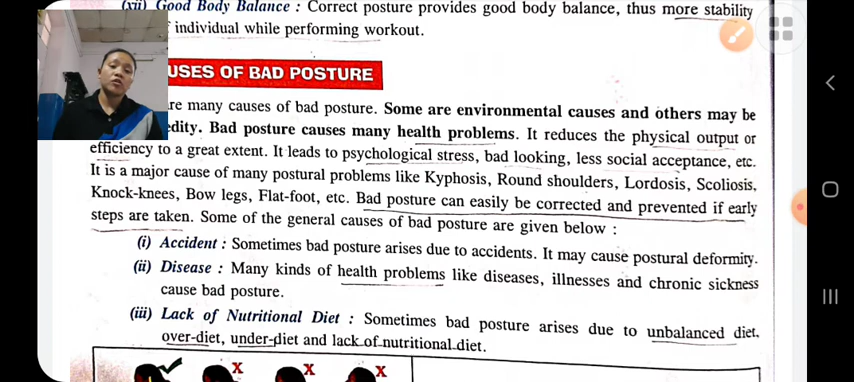 (xii) Good Body Balance : Correct posture provides good body balance, thus more stability
f individual while performing workout.
USES OF BAD POSTURE
re many causes of bad posture. Some are environmental causes and others may be
edity. Bad posture causes many health problems. It reduces the physical output or
efficiency to a great extent. It leads to psychological stress, bad looking, less social acceptance, etc.
It is a major cause of many postural problems like Kyphosis, Round shoulders, Lordosis, Scoliosis,
Knock-knees, Bow legs, Flat-foot, etc. Bad posture can easily be corrected and prevented if early
steps are taken. Some of the general causes of bad posture are given below :
(i) Accident : Sometimes bad posture arises due to accidents. It may cause postural deformity.
(ii) Disease : Many kinds of health problems like diseases, illnesses and chronic sickness
cause bad posture.
(iii) Lack of Nutritional Diet : Sometimes bad posture arises due to unbalanced diet,
over-diet, under-diet and lack of nutritional diet.
X X X